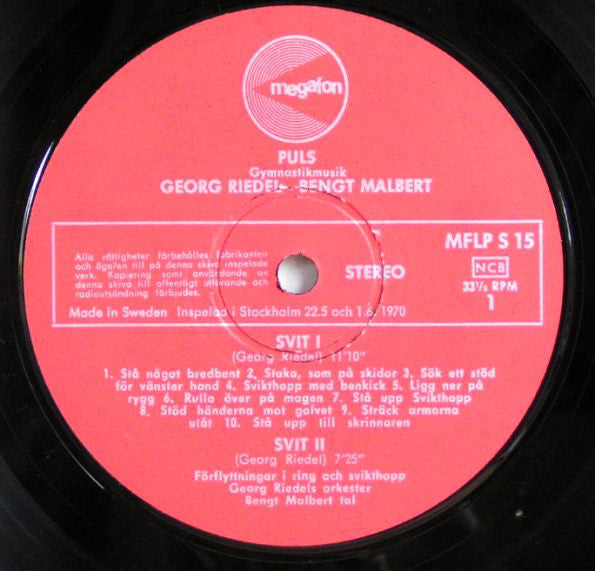 megafon
PULS
Gymnastikmusik
GEORG RIEDEL - BENGT MALBERT
Alla rättigheter förbehålles fabrikanten
och ägaren till på denna skiva inspelade
verk. Kopiering samt användande av
denna skiva till offentligt utförande och
radioutsändning förbjudes.
Made in Sweden Inspelad i Stockholm 22.5 och 1.6. 1970
STEREO
MFLP S 15
NCB
33⅓ RPM
1
SVIT I
(Georg Riedel) 11'10"
1. Stå något bredbent 2. Staka, som på skidar 3. Sök ett stöd
för vänster hand 4. Svikthopp med benkick 5. Ligg ner på
rygg 6. Rulla över på magen 7. Stå upp Svikthopp
8. Stöd händerna mot golvet 9. Sträck armarna
utåt 10. Stå upp till skrinnaren
SVIT II
(Georg Riedel) 7'25"
Förflyttningar i ring och svikthopp
Georg Riedels orkester
Bengt Malbert tal